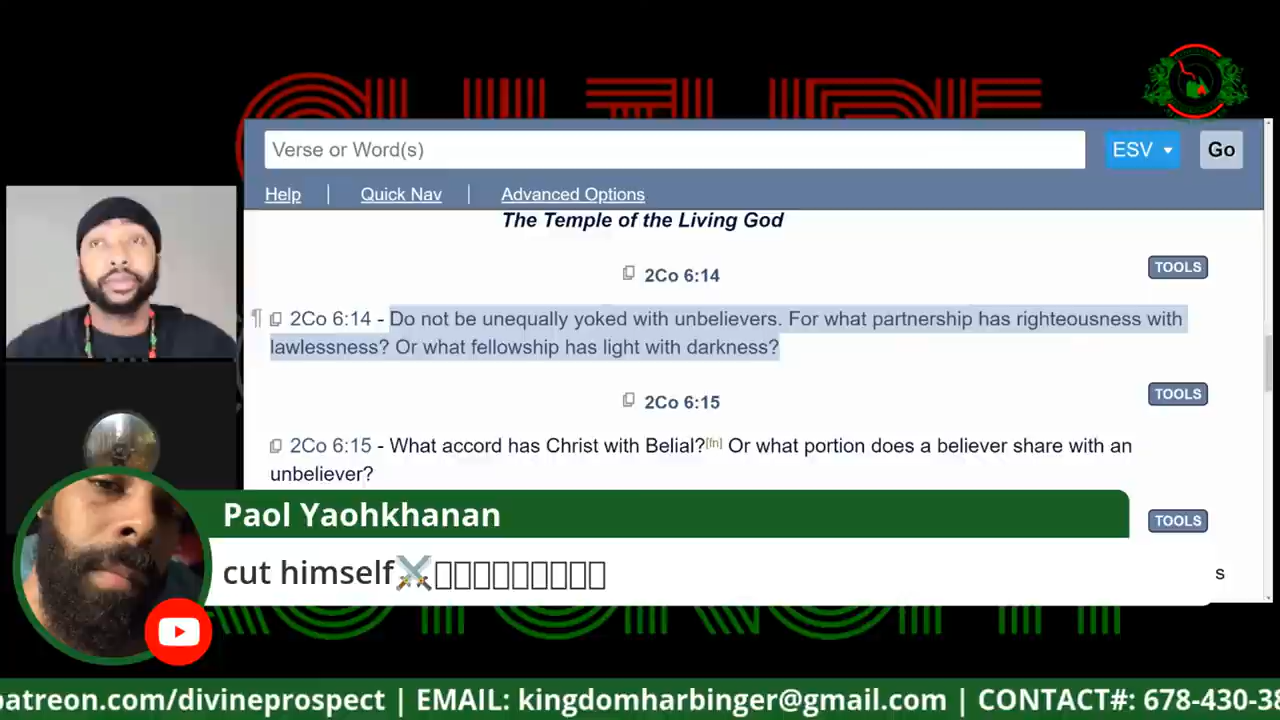 Verse or Word(s)
ESV
Go
Help | Quick Nav | Advanced Options
The Temple of the Living God
2Co 6:14
TOOLS
¶ 2Co 6:14 - Do not be unequally yoked with unbelievers. For what partnership has righteousness with
lawlessness? Or what fellowship has light with darkness?
2Co 6:15
TOOLS
2Co 6:15 - What accord has Christ with Belial?[fn] Or what portion does a believer share with an
unbeliever?
TOOLS
Paol Yaohkhanan
cut himself⚔️
s
patreon.com/divineprospect | EMAIL: kingdomharbinger@gmail.com | CONTACT#: 678-430-38